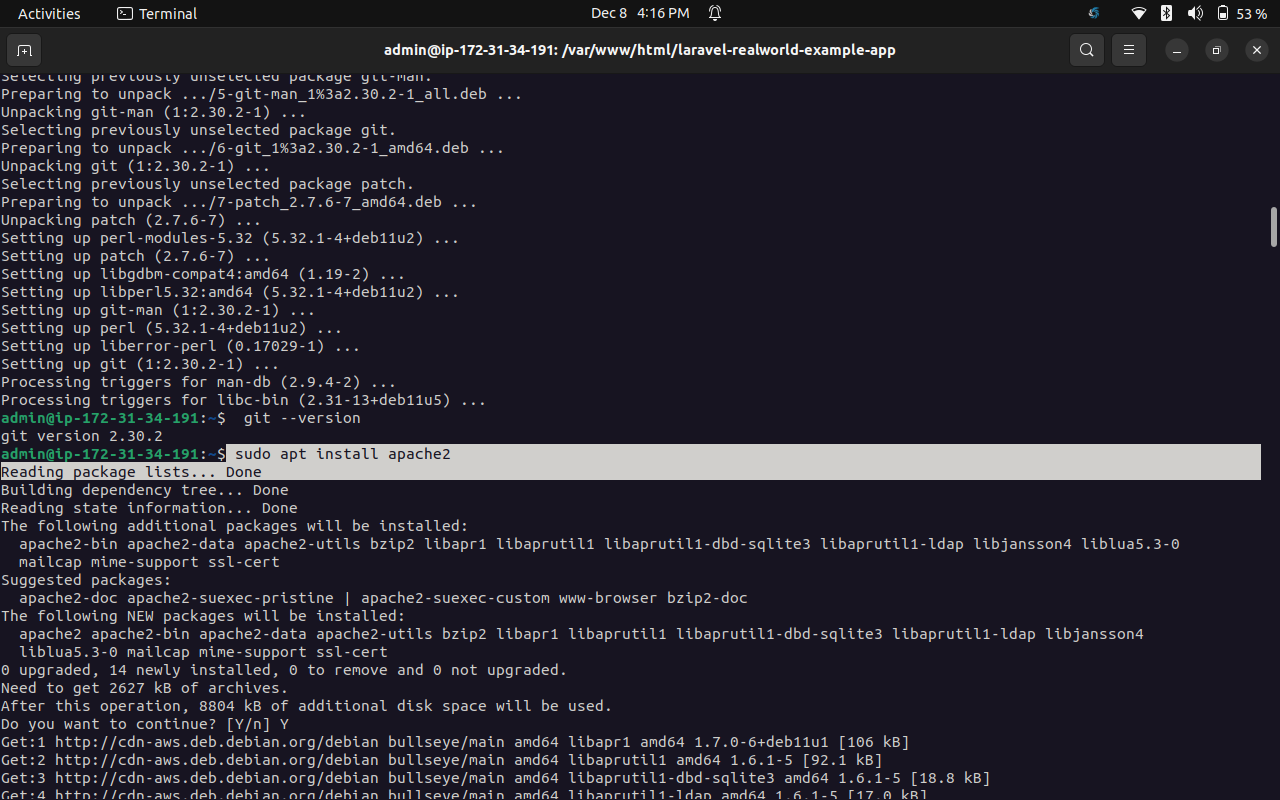 Activities Terminal Dec 8 4:16 PM 53 %
admin@ip-172-31-34-191: /var/www/html/laravel-realworld-example-app
Selecting previously unselected package git-man.
Preparing to unpack .../5-git-man_1%3a2.30.2-1_all.deb ...
Unpacking git-man (1:2.30.2-1) ...
Selecting previously unselected package git.
Preparing to unpack .../6-git_1%3a2.30.2-1_amd64.deb ...
Unpacking git (1:2.30.2-1) ...
Selecting previously unselected package patch.
Preparing to unpack .../7-patch_2.7.6-7_amd64.deb ...
Unpacking patch (2.7.6-7) ...
Setting up perl-modules-5.32 (5.32.1-4+deb11u2) ...
Setting up patch (2.7.6-7) ...
Setting up libgdbm-compat4:amd64 (1.19-2) ...
Setting up libperl5.32:amd64 (5.32.1-4+deb11u2) ...
Setting up git-man (1:2.30.2-1) ...
Setting up perl (5.32.1-4+deb11u2) ...
Setting up liberror-perl (0.17029-1) ...
Setting up git (1:2.30.2-1) ...
Processing triggers for man-db (2.9.4-2) ...
Processing triggers for libc-bin (2.31-13+deb11u5) ...
admin@ip-172-31-34-191:~$  git --version
git version 2.30.2
admin@ip-172-31-34-191:~$ sudo apt install apache2
Reading package lists... Done
Building dependency tree... Done
Reading state information... Done
The following additional packages will be installed:
  apache2-bin apache2-data apache2-utils bzip2 libapr1 libaprutil1 libaprutil1-dbd-sqlite3 libaprutil1-ldap libjansson4 liblua5.3-0
  mailcap mime-support ssl-cert
Suggested packages:
  apache2-doc apache2-suexec-pristine | apache2-suexec-custom www-browser bzip2-doc
The following NEW packages will be installed:
  apache2 apache2-bin apache2-data apache2-utils bzip2 libapr1 libaprutil1 libaprutil1-dbd-sqlite3 libaprutil1-ldap libjansson4
  liblua5.3-0 mailcap mime-support ssl-cert
0 upgraded, 14 newly installed, 0 to remove and 0 not upgraded.
Need to get 2627 kB of archives.
After this operation, 8804 kB of additional disk space will be used.
Do you want to continue? [Y/n] Y
Get:1 http://cdn-aws.deb.debian.org/debian bullseye/main amd64 libapr1 amd64 1.7.0-6+deb11u1 [106 kB]
Get:2 http://cdn-aws.deb.debian.org/debian bullseye/main amd64 libaprutil1 amd64 1.6.1-5 [92.1 kB]
Get:3 http://cdn-aws.deb.debian.org/debian bullseye/main amd64 libaprutil1-dbd-sqlite3 amd64 1.6.1-5 [18.8 kB]
Get:4 http://cdn-aws.deb.debian.org/debian bullseye/main amd64 libaprutil1-ldap amd64 1.6.1-5 [17.0 kB]